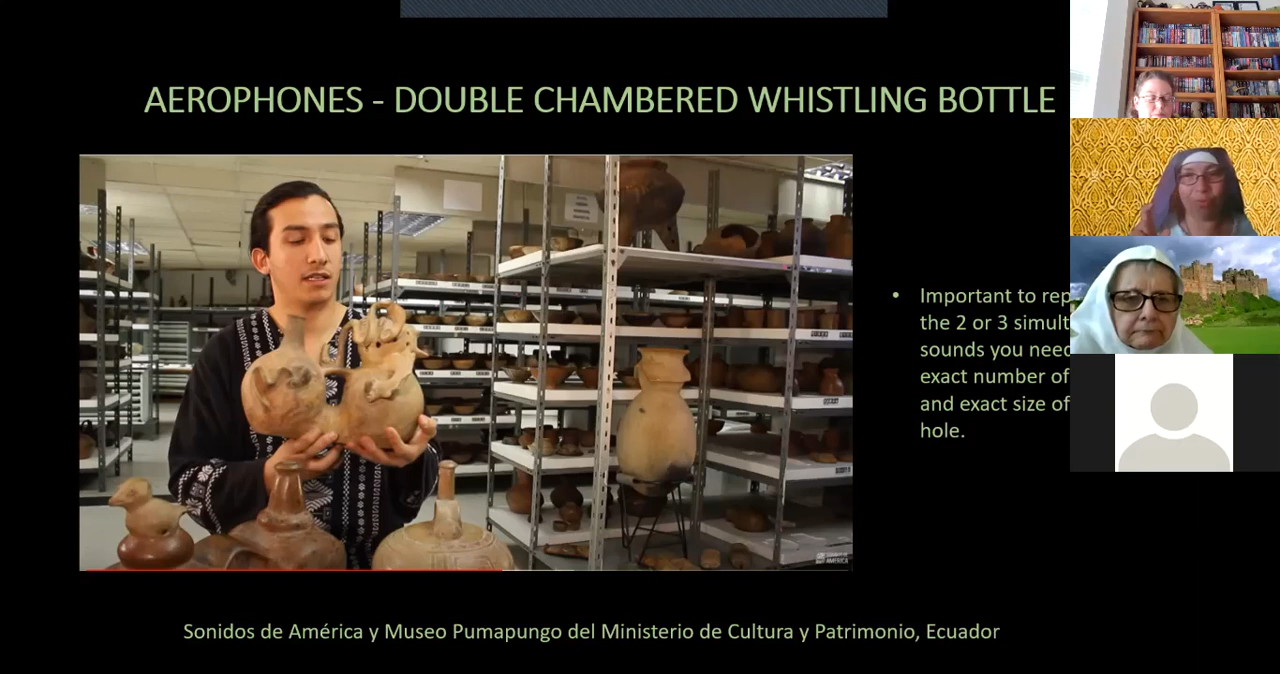 AEROPHONES - DOUBLE CHAMBERED WHISTLING BOTTLE
• Important to rep
the 2 or 3 simult
sounds you need
exact number of
and exact size of
hole.
AMERICA
Sonidos de América y Museo Pumapungo del Ministerio de Cultura y Patrimonio, Ecuador